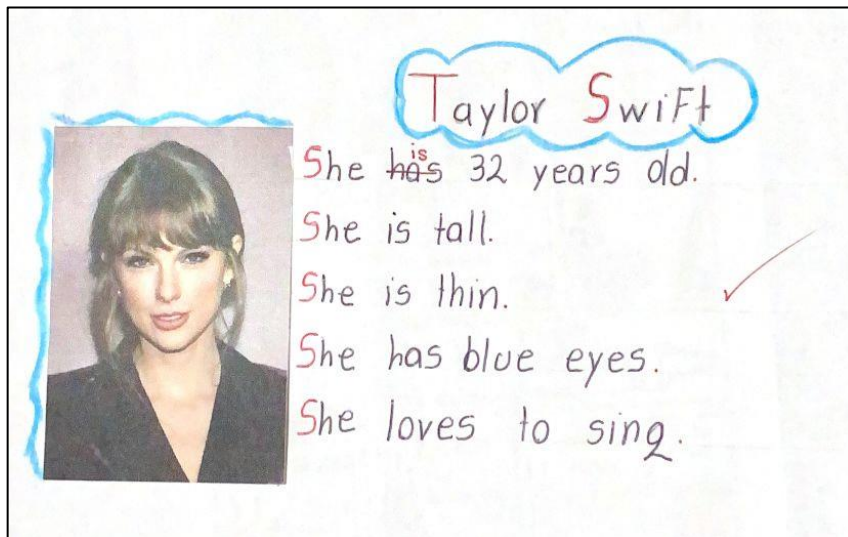 Taylor Swift
She has is 32 years old.
She is tall.
She is thin.
She has blue eyes.
She loves to sing.